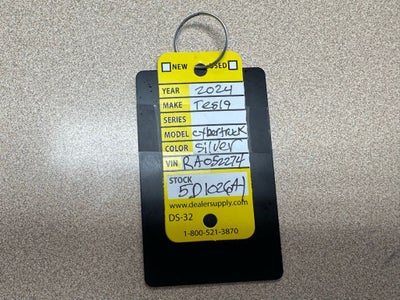 NEW USED
YEAR 2024
MAKE Tesla
SERIES
MODEL cybertruck
COLOR silver
VIN RA052274
STOCK
5D1026A1
www.dealersupply.com
DS-32
1-800-521-3870